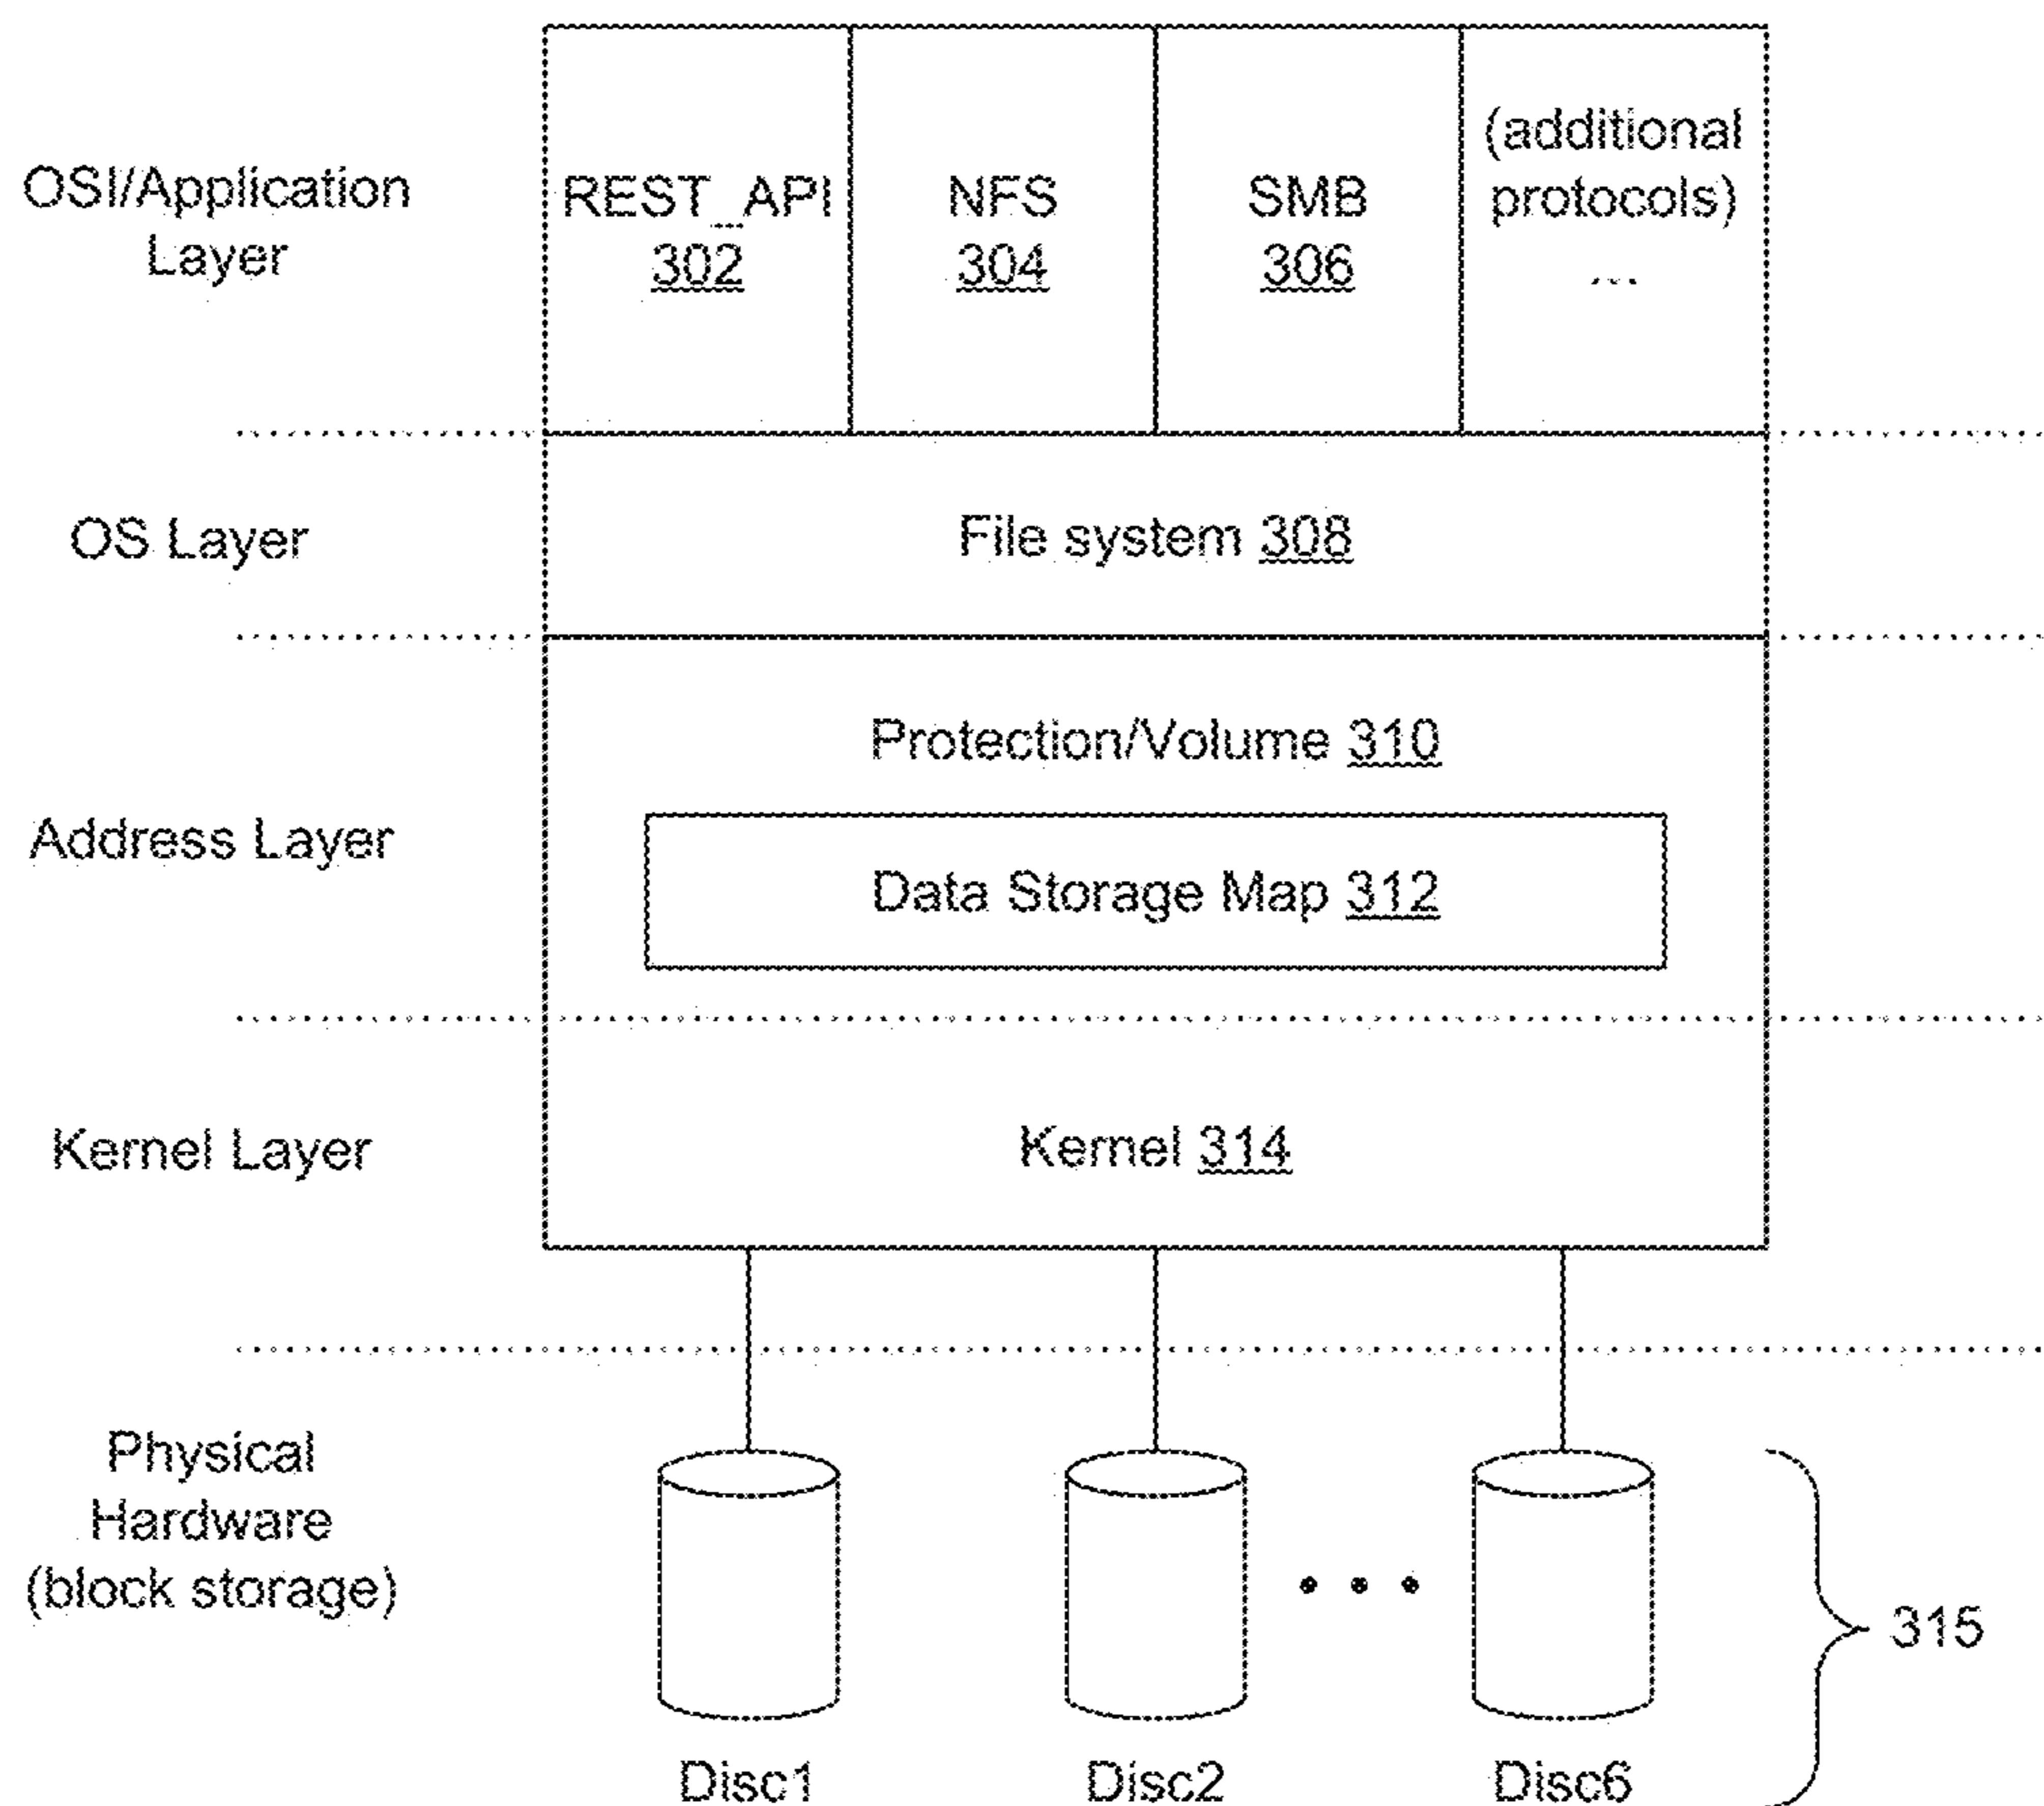 OSI/Application
Layer
REST_API
302
NFS
304
SMB
306
(additional
protocols)
...
OS Layer
File system 308
Address Layer
Protection/Volume 310
Data Storage Map 312
Kernel Layer
Kernel 314
Physical
Hardware
(block storage)
315
Disc1
Disc2
Disc6